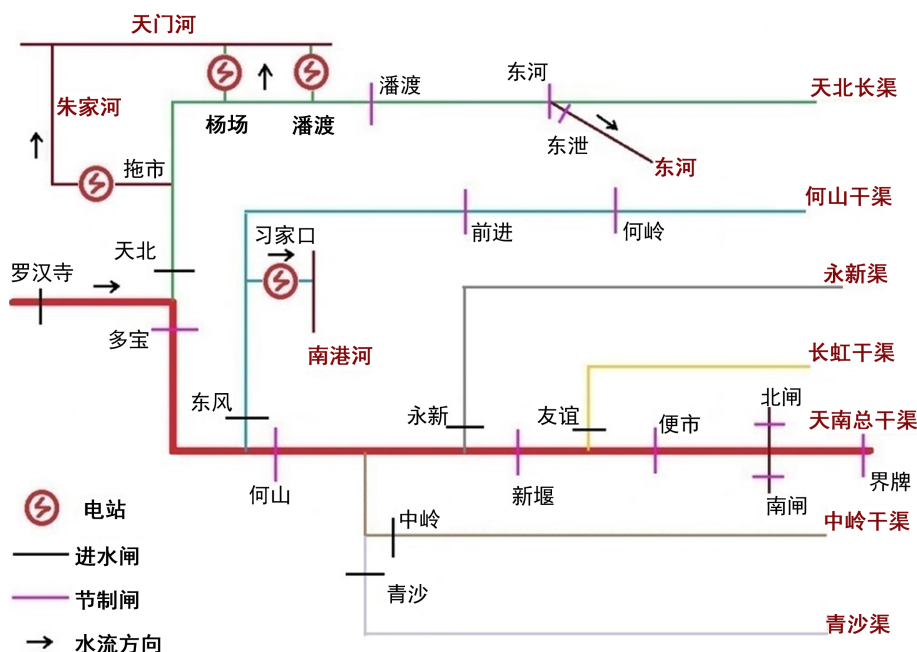 天门河
朱家河
杨场
潘渡
潘渡
东河
天北长渠
东泄
东河
拖市
何山干渠
前进
何岭
习家口
天北
罗汉寺
永新渠
多宝
南港河
长虹干渠
东风
永新
友谊
便市
北闸
天南总干渠
何山
新堰
南闸
界牌
中岭
中岭干渠
青沙
青沙渠
电站
进水闸
节制闸
水流方向